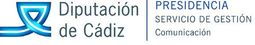 Diputación
de Cádiz
PRESIDENCIA
SERVICIO DE GESTIÓN
Comunicación